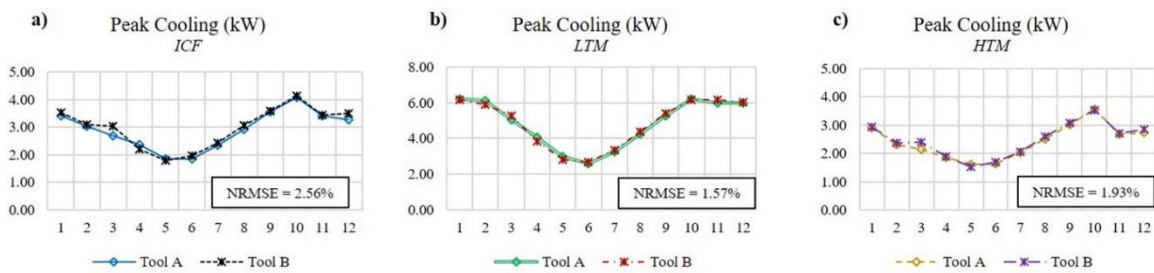 a)
Peak Cooling (kW)
ICF
5.00
4.00
3.00
2.00
1.00
0.00
NRMSE = 2.56%
1 2 3 4 5 6 7 8 9 10 11 12
Tool A Tool B
b)
Peak Cooling (kW)
LTM
8.00
6.00
4.00
2.00
0.00
NRMSE = 1.57%
1 2 3 4 5 6 7 8 9 10 11 12
Tool A Tool B
c)
Peak Cooling (kW)
HTM
5.00
4.00
3.00
2.00
1.00
0.00
NRMSE = 1.93%
1 2 3 4 5 6 7 8 9 10 11 12
Tool A Tool B